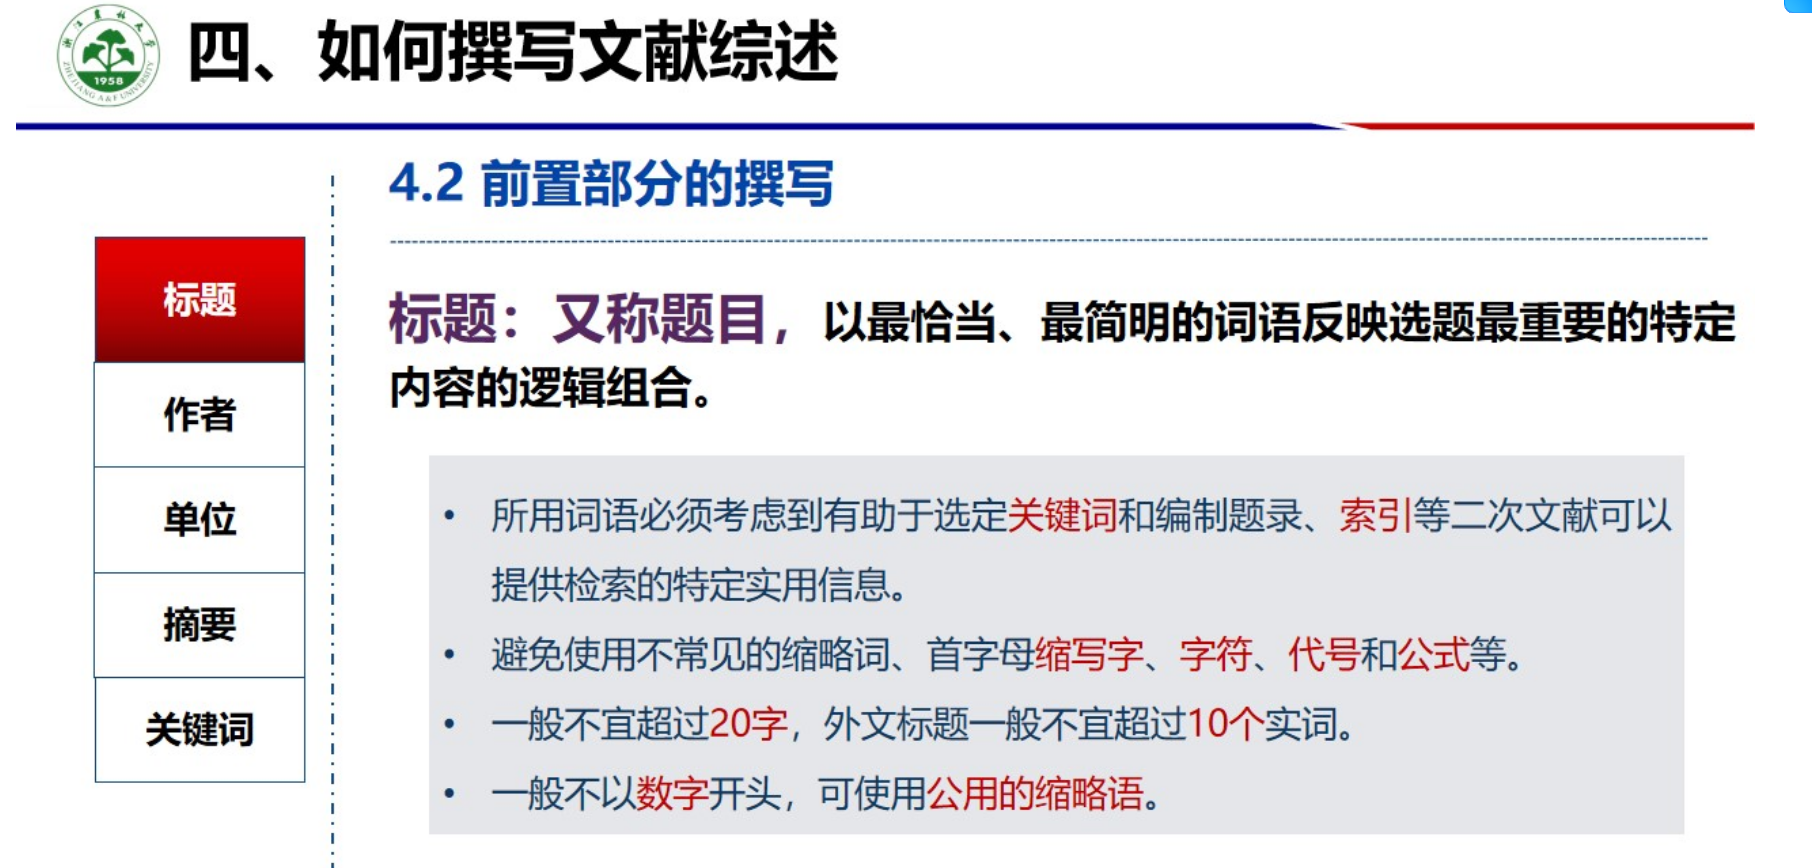 浙江农林大学
1958
ZHEJIANG A&F UNIVERSITY
四、如何撰写文献综述
4.2 前置部分的撰写
标题
作者
单位
摘要
关键词
标题：又称题目，以最恰当、最简明的词语反映选题最重要的特定
内容的逻辑组合。
• 所用词语必须考虑到有助于选定关键词和编制题录、索引等二次文献可以
提供检索的特定实用信息。
• 避免使用不常见的缩略词、首字母缩写字、字符、代号和公式等。
• 一般不宜超过20字，外文标题一般不宜超过10个实词。
• 一般不以数字开头，可使用公用的缩略语。